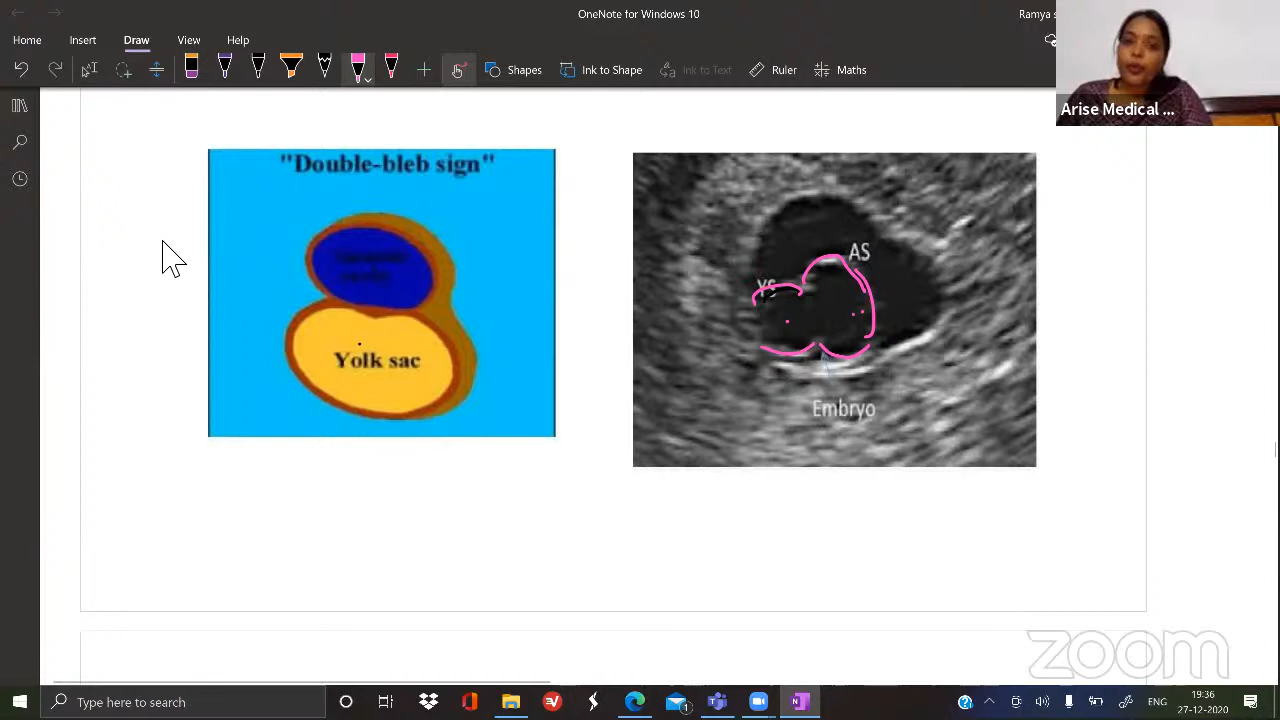 OneNote for Windows 10
Ramya s
Home Insert Draw View Help
Shapes Ink to Shape Ink to Text Ruler Maths
Arise Medical ...
"Double-bleb sign"
Yolk sac
AS
YS
Embryo
zoom
Type here to search
1
19:36
27-12-2020